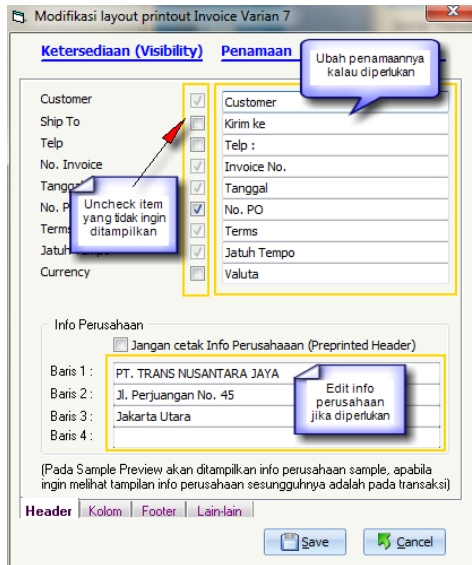 Modifikasi layout printout Invoice Varian 7
Ketersediaan (Visibility) Penamaan
Ubah penamaannya
kalau diperlukan
Customer Customer
Ship To Kirim ke
Telp Telp :
No. Invoice Invoice No.
Tanggal Tanggal
No. P No. PO
Terms Terms
Jatuh Tempo Jatuh Tempo
Currency Valuta
Uncheck item
yang tidak ingin
ditampilkan
Info Perusahaan
Jangan cetak Info Perusahaaan (Preprinted Header)
Baris 1 : PT. TRANS NUSANTARA JAYA
Baris 2 : Jl. Perjuangan No. 45
Baris 3 : Jakarta Utara
Baris 4 :
Edit info
perusahaan
jika diperlukan
(Pada Sample Preview akan ditampilkan info perusahaan sample, apabila
ingin melihat tampilan info perusahaan sesungguhnya adalah pada transaksi)
Header Kolom Footer Lain-lain
Save Cancel